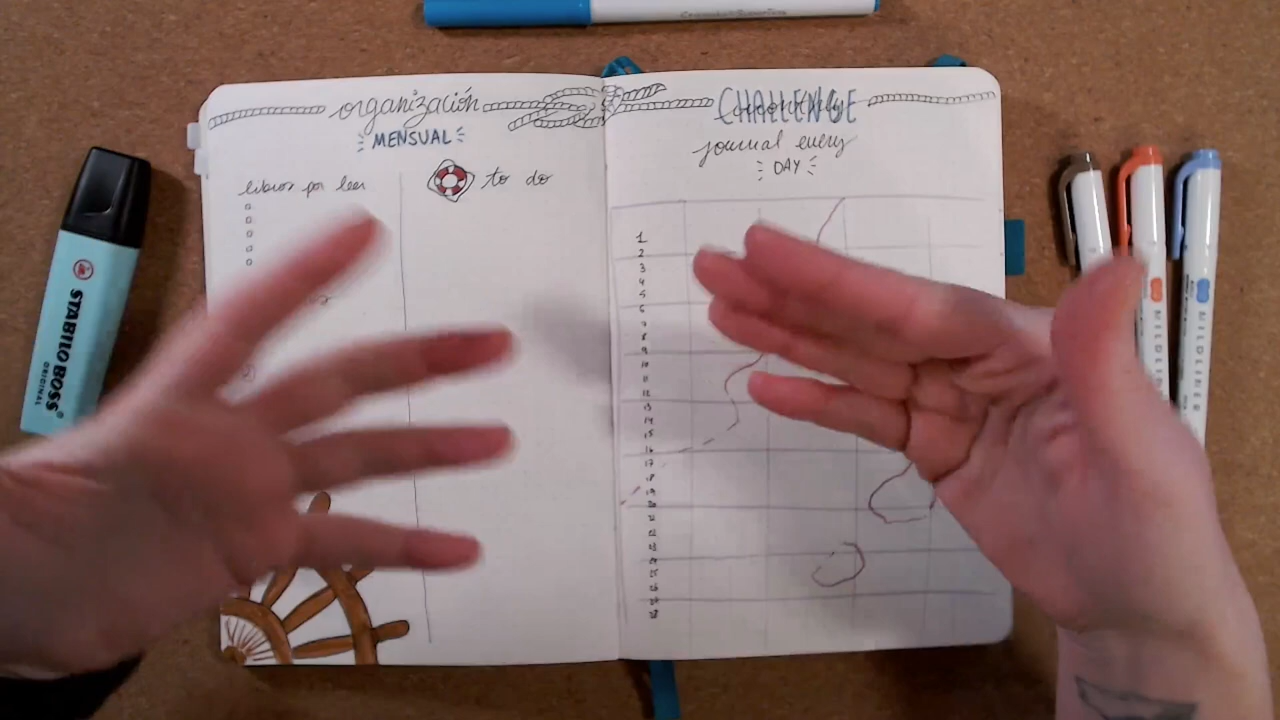 organización
MENSUAL
libros por leer
to do
CHALLENGE
journal every
DAY
1
2
3
4
5
6
7
8
9
10
11
12
13
14
15
16
17
18
19
STABILO BOSS
ORIGINAL
MILDLINER
MILDLINER